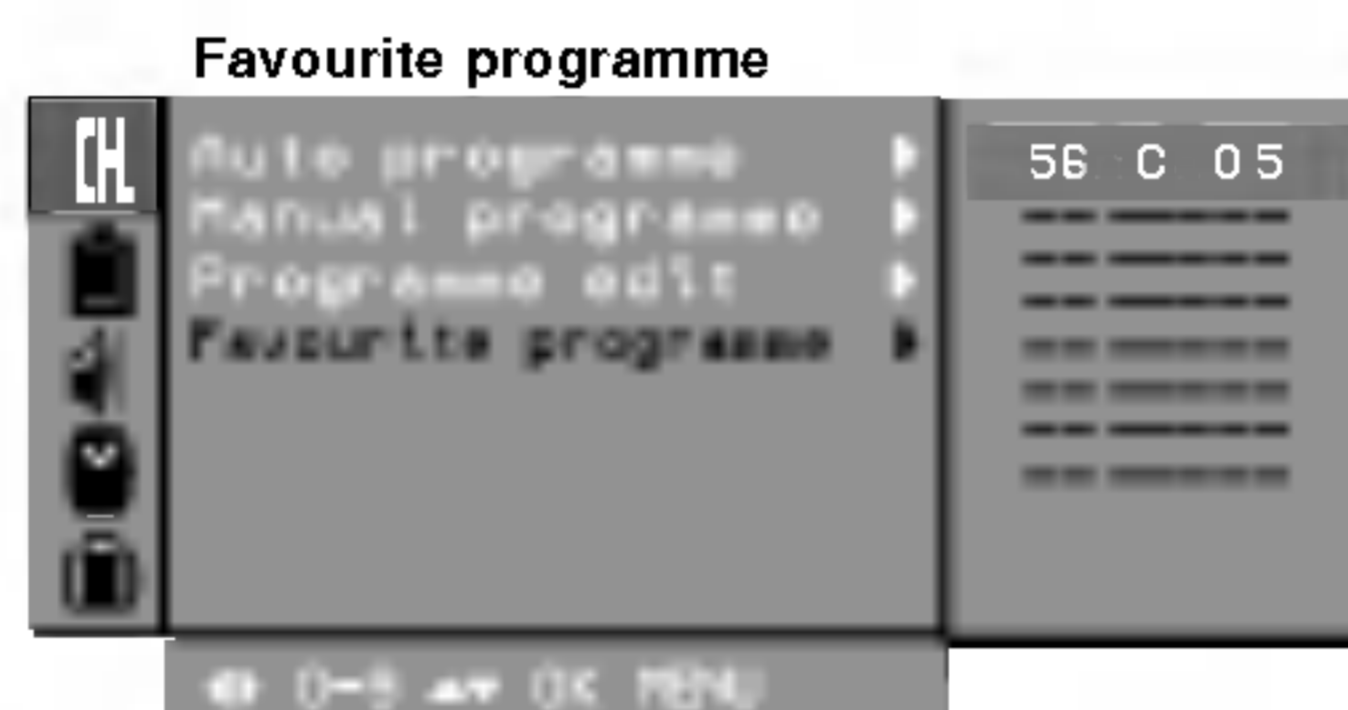 Favourite programme
CH
Auto programme
Manual programme
Programme edit
Favourite programme
56 C 05
-- -----
-- -----
-- -----
-- -----
-- -----
-- -----
-- -----
0-9 OK MENU